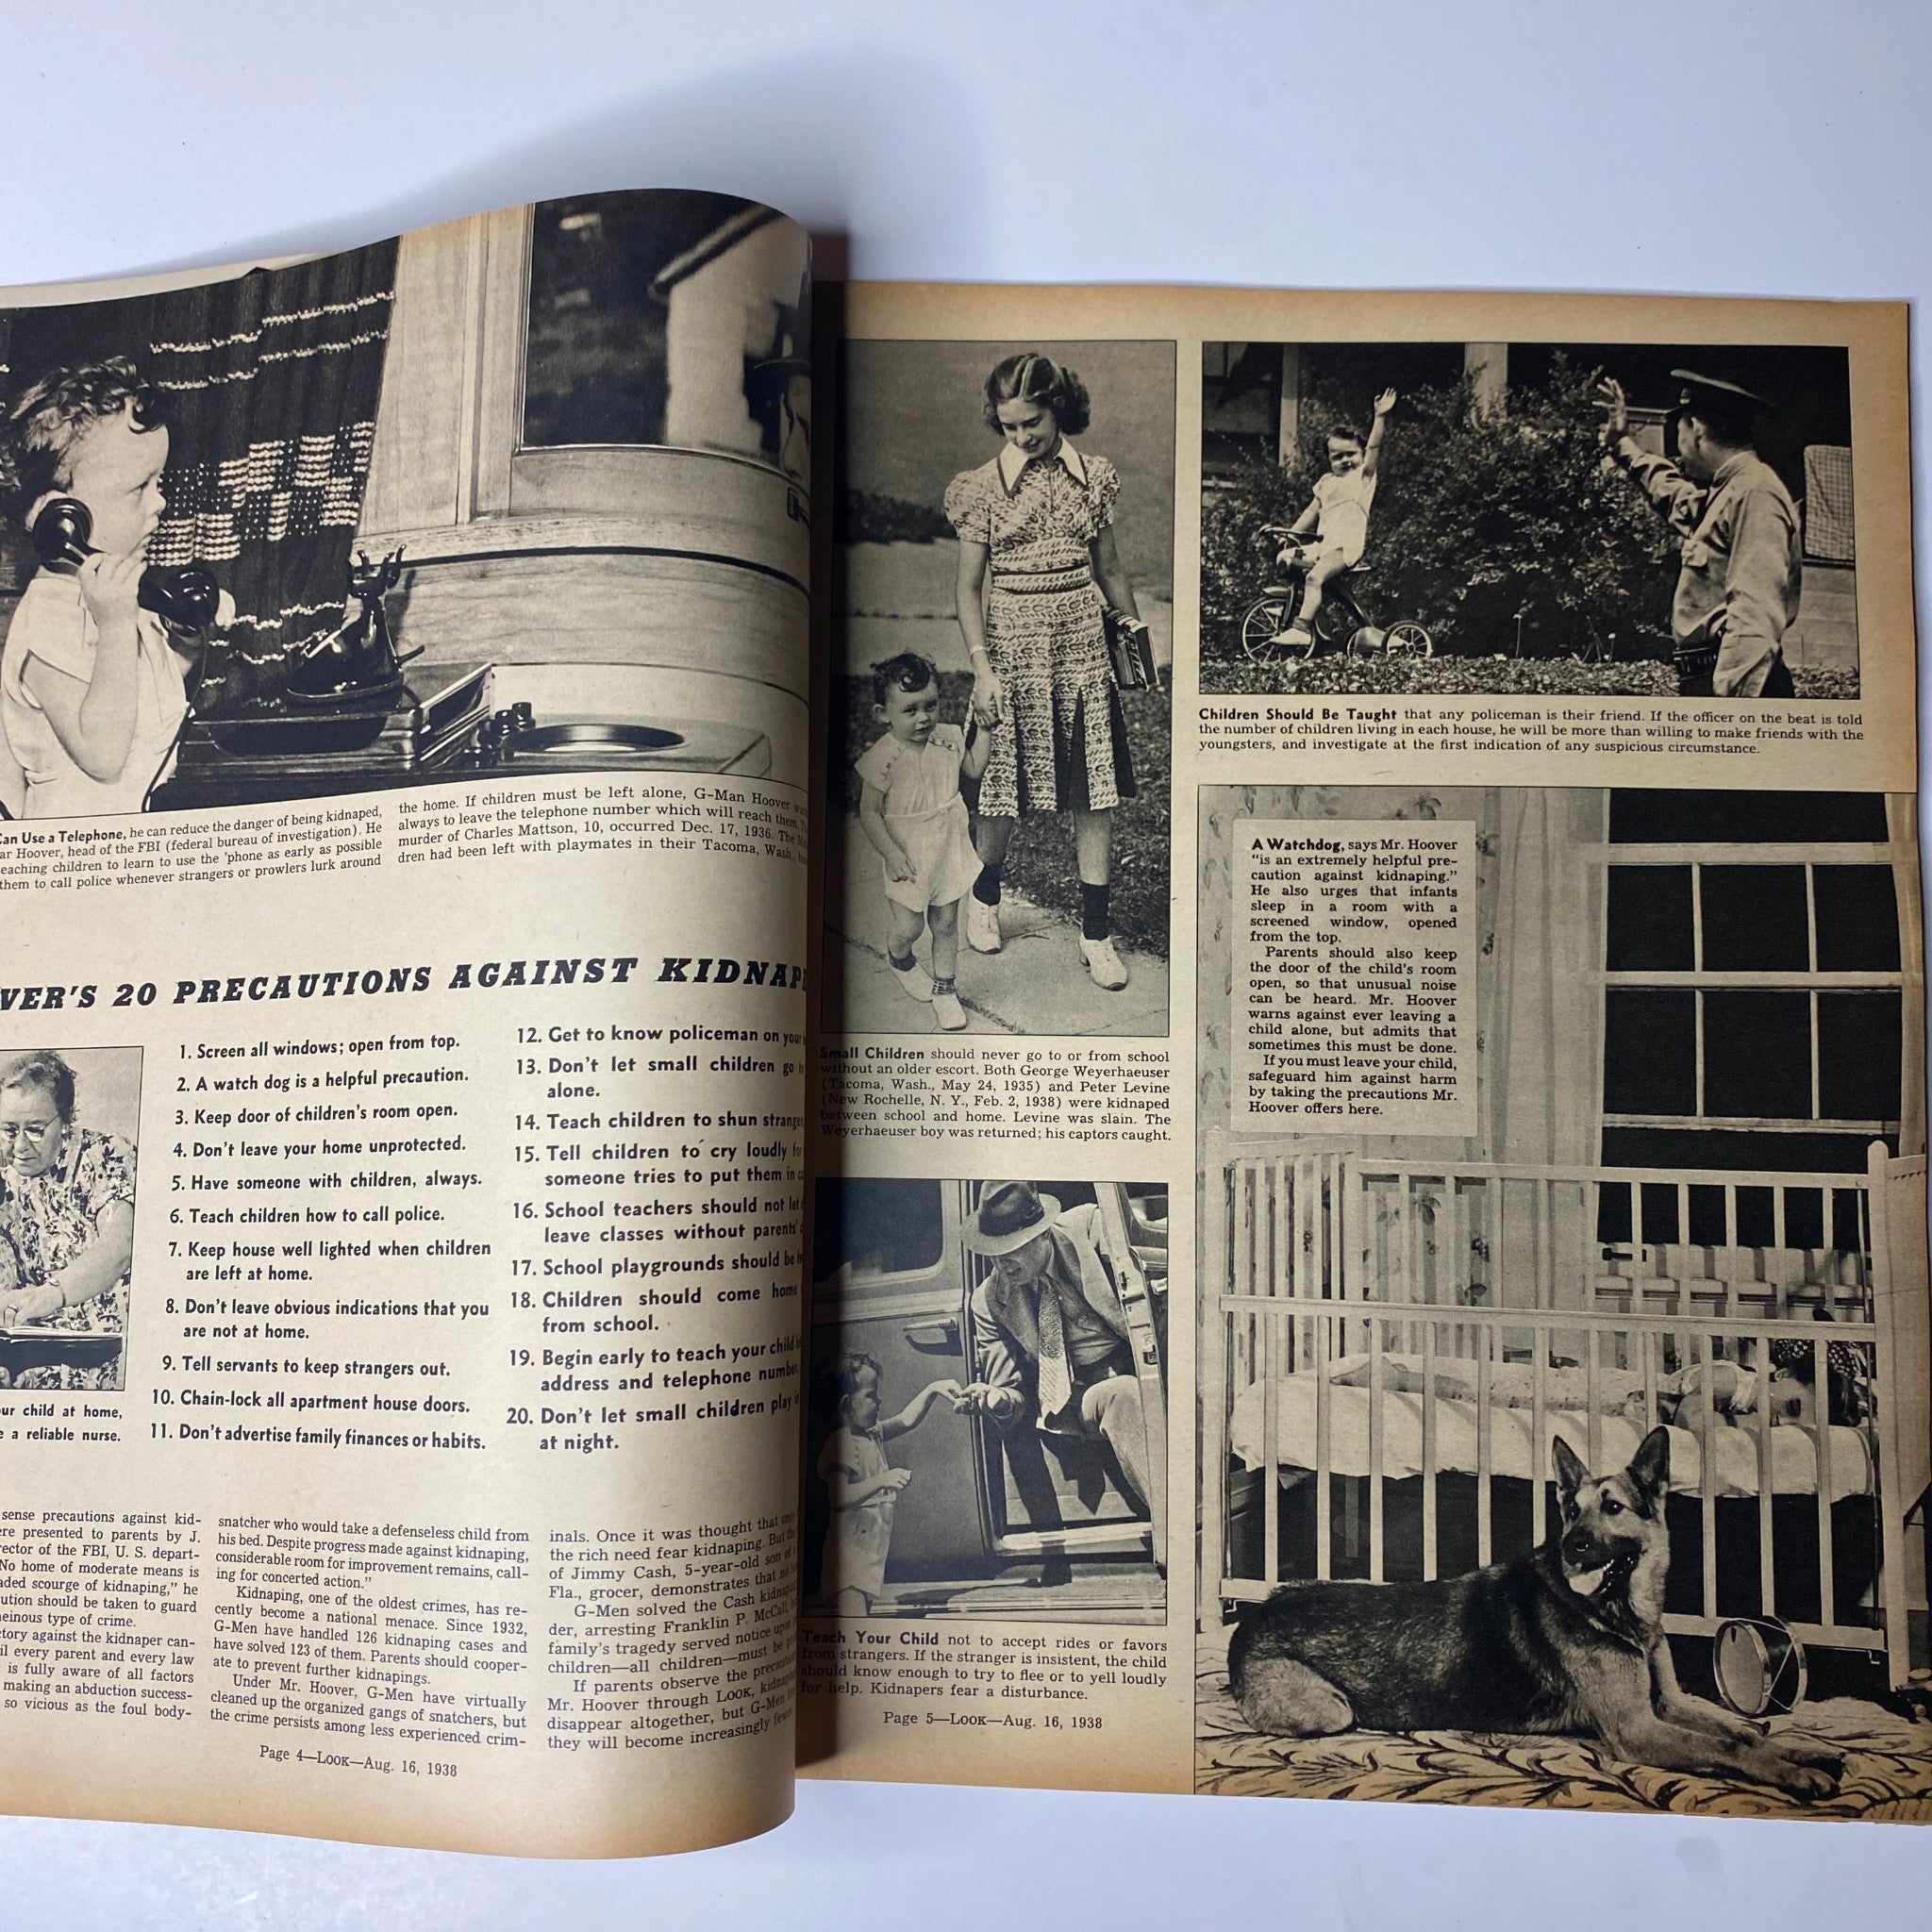 Can Use a Telephone, he can reduce the danger of being kidnaped,
ar Hoover, head of the FBI (federal bureau of investigation). He
eaching children to learn to use the 'phone as early as possible
them to call police whenever strangers or prowlers lurk around
the home. If children must be left alone, G-Man Hoover
always to leave the telephone number which will reach them.
murder of Charles Mattson, 10, occurred Dec. 17, 1936. The
dren had been left with playmates in their Tacoma, Wash.,
VER'S 20 PRECAUTIONS AGAINST KIDNAP
1. Screen all windows; open from top.
2. A watch dog is a helpful precaution.
3. Keep door of children's room open.
4. Don't leave your home unprotected.
5. Have someone with children, always.
6. Teach children how to call police.
7. Keep house well lighted when children
are left at home.
8. Don't leave obvious indications that you
are not at home.
9. Tell servants to keep strangers out.
10. Chain-lock all apartment house doors.
11. Don't advertise family finances or habits.
12. Get to know policeman on your
13. Don't let small children go
alone.
14. Teach children to shun strange
15. Tell children to cry loudly
someone tries to put them in
16. School teachers should not let
leave classes without parents'
17. School playgrounds should be
18. Children should come home
from school.
19. Begin early to teach your child
address and telephone number.
20. Don't let small children play
at night.
ur child at home,
e a reliable nurse.
sense precautions against kid-
re presented to parents by J.
rector of the FBI, U. S. depart-
No home of moderate means is
aded scourge of kidnaping," he
ution should be taken to guard
heinous type of crime.
tory against the kidnaper can-
il every parent and every law
is fully aware of all factors
making an abduction success-
so vicious as the foul body-
snatcher who would take a defenseless child from
his bed. Despite progress made against kidnaping,
considerable room for improvement remains, call-
ing for concerted action."
Kidnaping, one of the oldest crimes, has re-
cently become a national menace. Since 1932,
G-Men have handled 126 kidnaping cases and
have solved 123 of them. Parents should cooper-
ate to prevent further kidnapings.
Under Mr. Hoover, G-Men have virtually
cleaned up the organized gangs of snatchers, but
the crime persists among less experienced crim-
inals. Once it was thought that only
the rich need fear kidnaping. But
of Jimmy Cash, 5-year-old son of
Fla., grocer, demonstrates that no
G-Men solved the Cash kidnap
der, arresting Franklin P. McCall,
family's tragedy served notice upon
children—all children—must be
If parents observe the precau
Mr. Hoover through Look, kidnap
disappear altogether, but G-Men
they will become increasingly few
Page 4—LOOK—Aug. 16, 1938
Small Children should never go to or from school
without an older escort. Both George Weyerhaeuser
(Tacoma, Wash., May 24, 1935) and Peter Levine
(New Rochelle, N. Y., Feb. 2, 1938) were kidnaped
between school and home. Levine was slain. The
Weyerhaeuser boy was returned; his captors caught.
Teach Your Child not to accept rides or favors
from strangers. If the stranger is insistent, the child
should know enough to try to flee or to yell loudly
for help. Kidnapers fear a disturbance.
Page 5—LOOK—Aug. 16, 1938
Children Should Be Taught that any policeman is their friend. If the officer on the beat is told
the number of children living in each house, he will be more than willing to make friends with the
youngsters, and investigate at the first indication of any suspicious circumstance.
A Watchdog, says Mr. Hoover
"is an extremely helpful pre-
caution against kidnaping."
He also urges that infants
sleep in a room with a
screened window, opened
from the top.
Parents should also keep
the door of the child's room
open, so that unusual noise
can be heard. Mr. Hoover
warns against ever leaving a
child alone, but admits that
sometimes this must be done.
If you must leave your child,
safeguard him against harm
by taking the precautions Mr.
Hoover offers here.